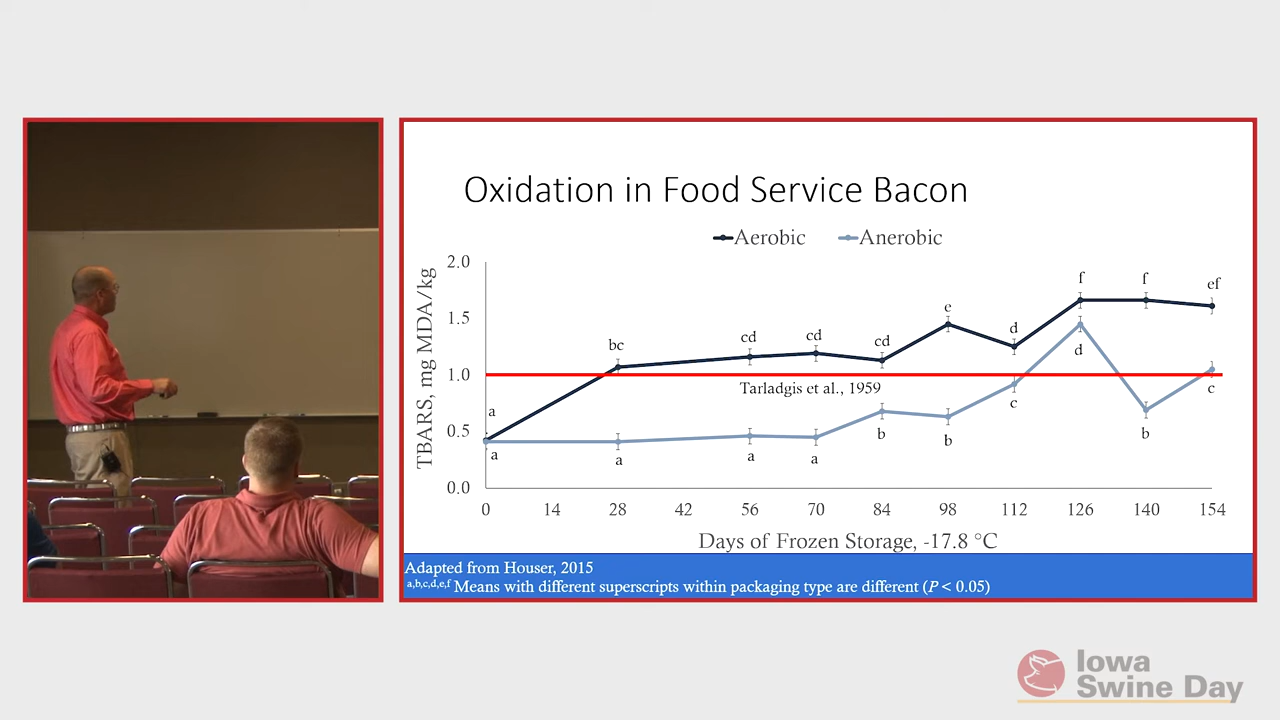 Oxidation in Food Service Bacon
Aerobic Anerobic
TBARS, mg MDA/kg
2.0
1.5
1.0
0.5
0.0
a
bc
cd
cd
cd
e
d
f
f
ef
Tarladgis et al., 1959
a
a
a
a
b
b
c
d
b
c
0 14 28 42 56 70 84 98 112 126 140 154
Days of Frozen Storage, -17.8 °C
Adapted from Houser, 2015
a,b,c,d,e,f Means with different superscripts within packaging type are different (P < 0.05)
Iowa
Swine Day